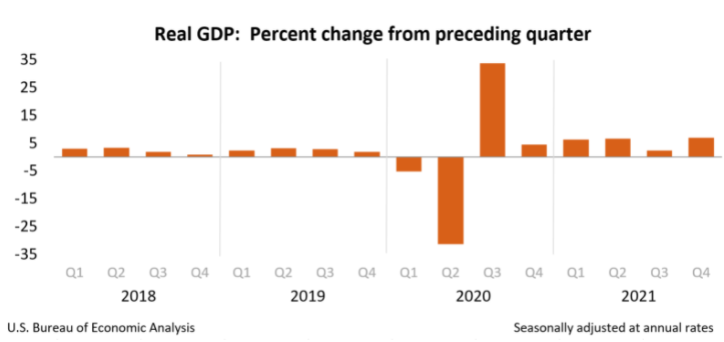 Real GDP:  Percent change from preceding quarter
35
25
15
5
-5
-15
-25
-35
Q1 Q2 Q3 Q4 Q1 Q2 Q3 Q4 Q1 Q2 Q3 Q4 Q1 Q2 Q3 Q4
2018 2019 2020 2021
U.S. Bureau of Economic Analysis Seasonally adjusted at annual rates